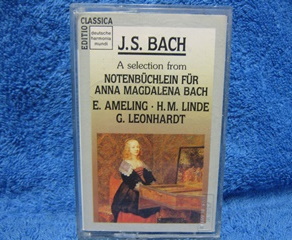 EDITIO CLASSICA
deutsche
harmonia
mundi
J.S. BACH
A selection from
NOTENBÜCHLEIN FÜR
ANNA MAGDALENA BACH
E. AMELING · H.M. LINDE
G. LEONHARDT